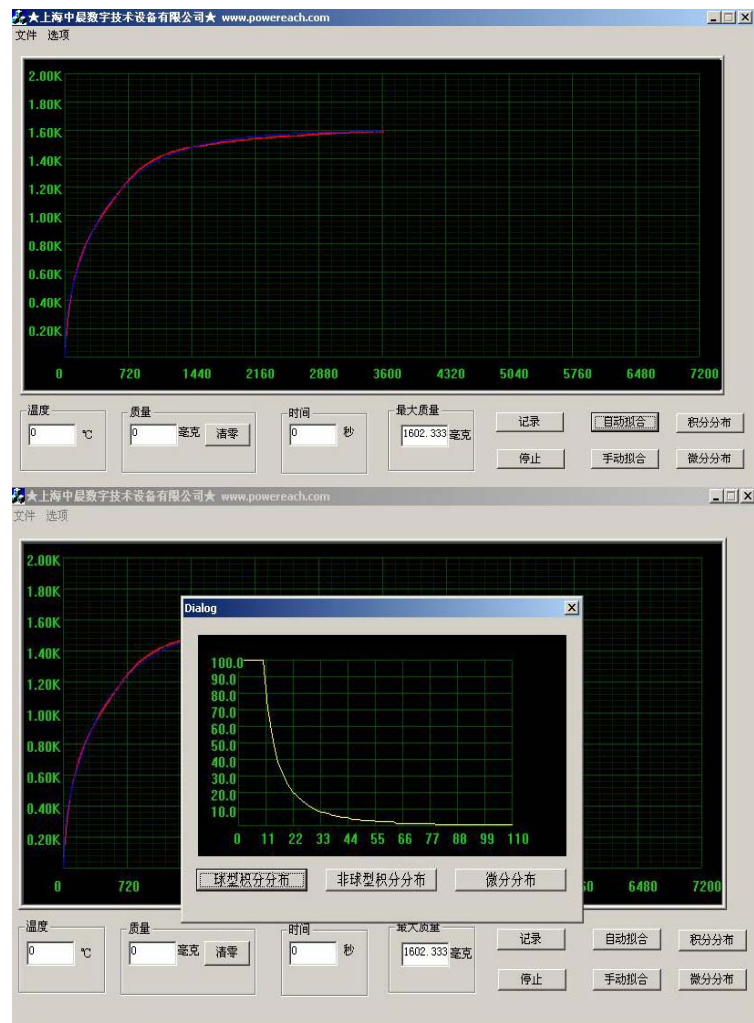 ★上海中晨数字技术设备有限公司★ www.powereach.com
文件 选项
2.00K
1.80K
1.60K
1.40K
1.20K
1.00K
0.80K
0.60K
0.40K
0.20K
0 720 1440 2160 2880 3600 4320 5040 5760 6480 7200
温度 质量 时间 最大质量
0 ℃ 0 毫克 清零 0 秒 1602.333 毫克
记录 自动拟合 积分分布
停止 手动拟合 微分分布
★上海中晨数字技术设备有限公司★ www.powereach.com
文件 选项
2.00K
1.80K
1.60K
1.40K
1.20K
1.00K
0.80K
0.60K
0.40K
0.20K
0 720 6480 7200
Dialog
100.0
90.0
80.0
70.0
60.0
50.0
40.0
30.0
20.0
10.0
0 11 22 33 44 55 66 77 88 99 110
球型积分分布 非球型积分分布 微分分布
温度 质量 时间 最大质量
0 ℃ 0 毫克 清零 0 秒 1602.333 毫克
记录 自动拟合 积分分布
停止 手动拟合 微分分布